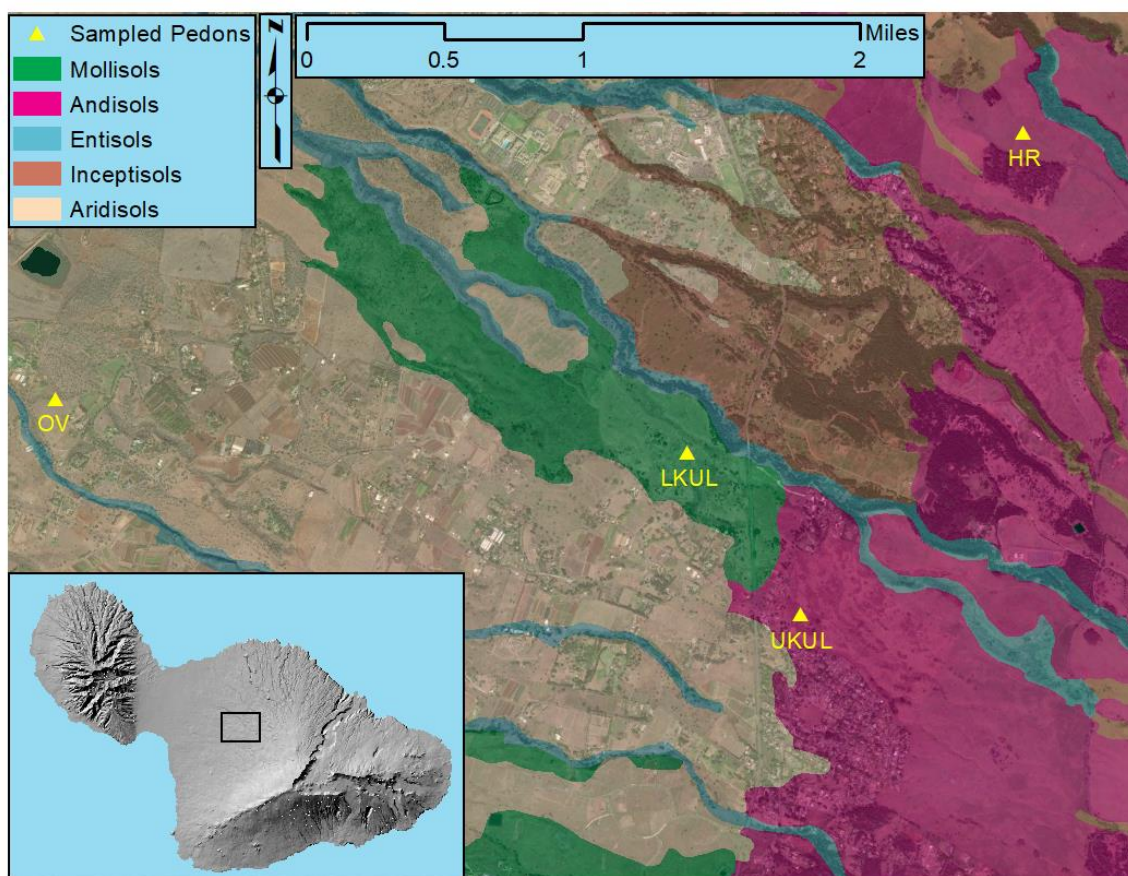 Sampled Pedons
Mollisols
Andisols
Entisols
Inceptisols
Aridisols
N
0 0.5 1 2 Miles
HR
OV
LKUL
UKUL